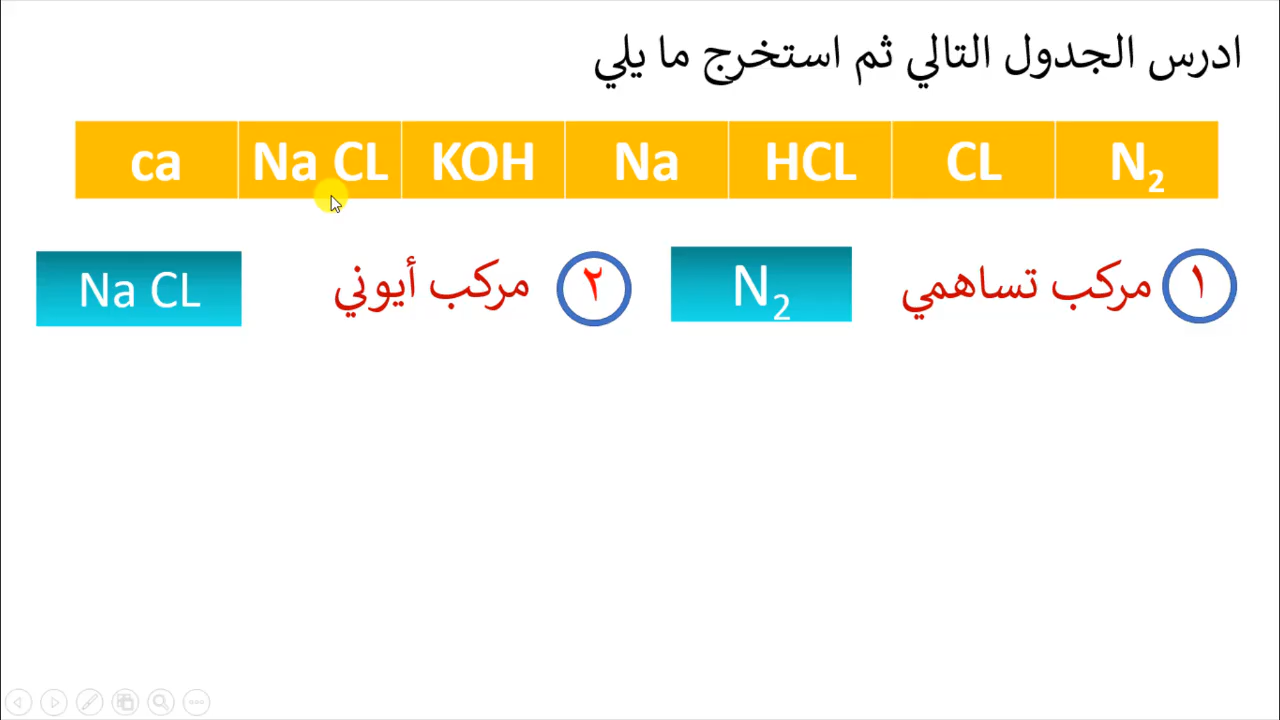 ادرس الجدول التالي ثم استخرج ما يلي
ca Na CL KOH Na HCL CL N₂
١ مركب تساهمي N₂ ٢ مركب أيوني Na CL